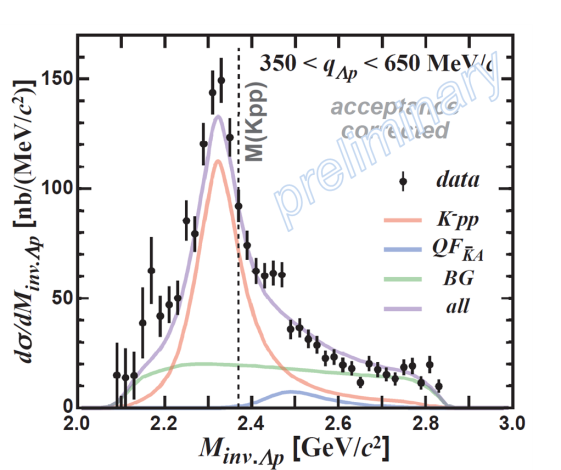 350 < q_Λp < 650 MeV/c
acceptance
corrected
preliminary
M(Kpp)
data
K⁻pp
QF_K̄A
BG
all
dσ/dM_inv.Λp [nb/(MeV/c²)]
150
100
50
0
2.0 2.2 2.4 2.6 2.8 3.0
M_inv.Λp [GeV/c²]